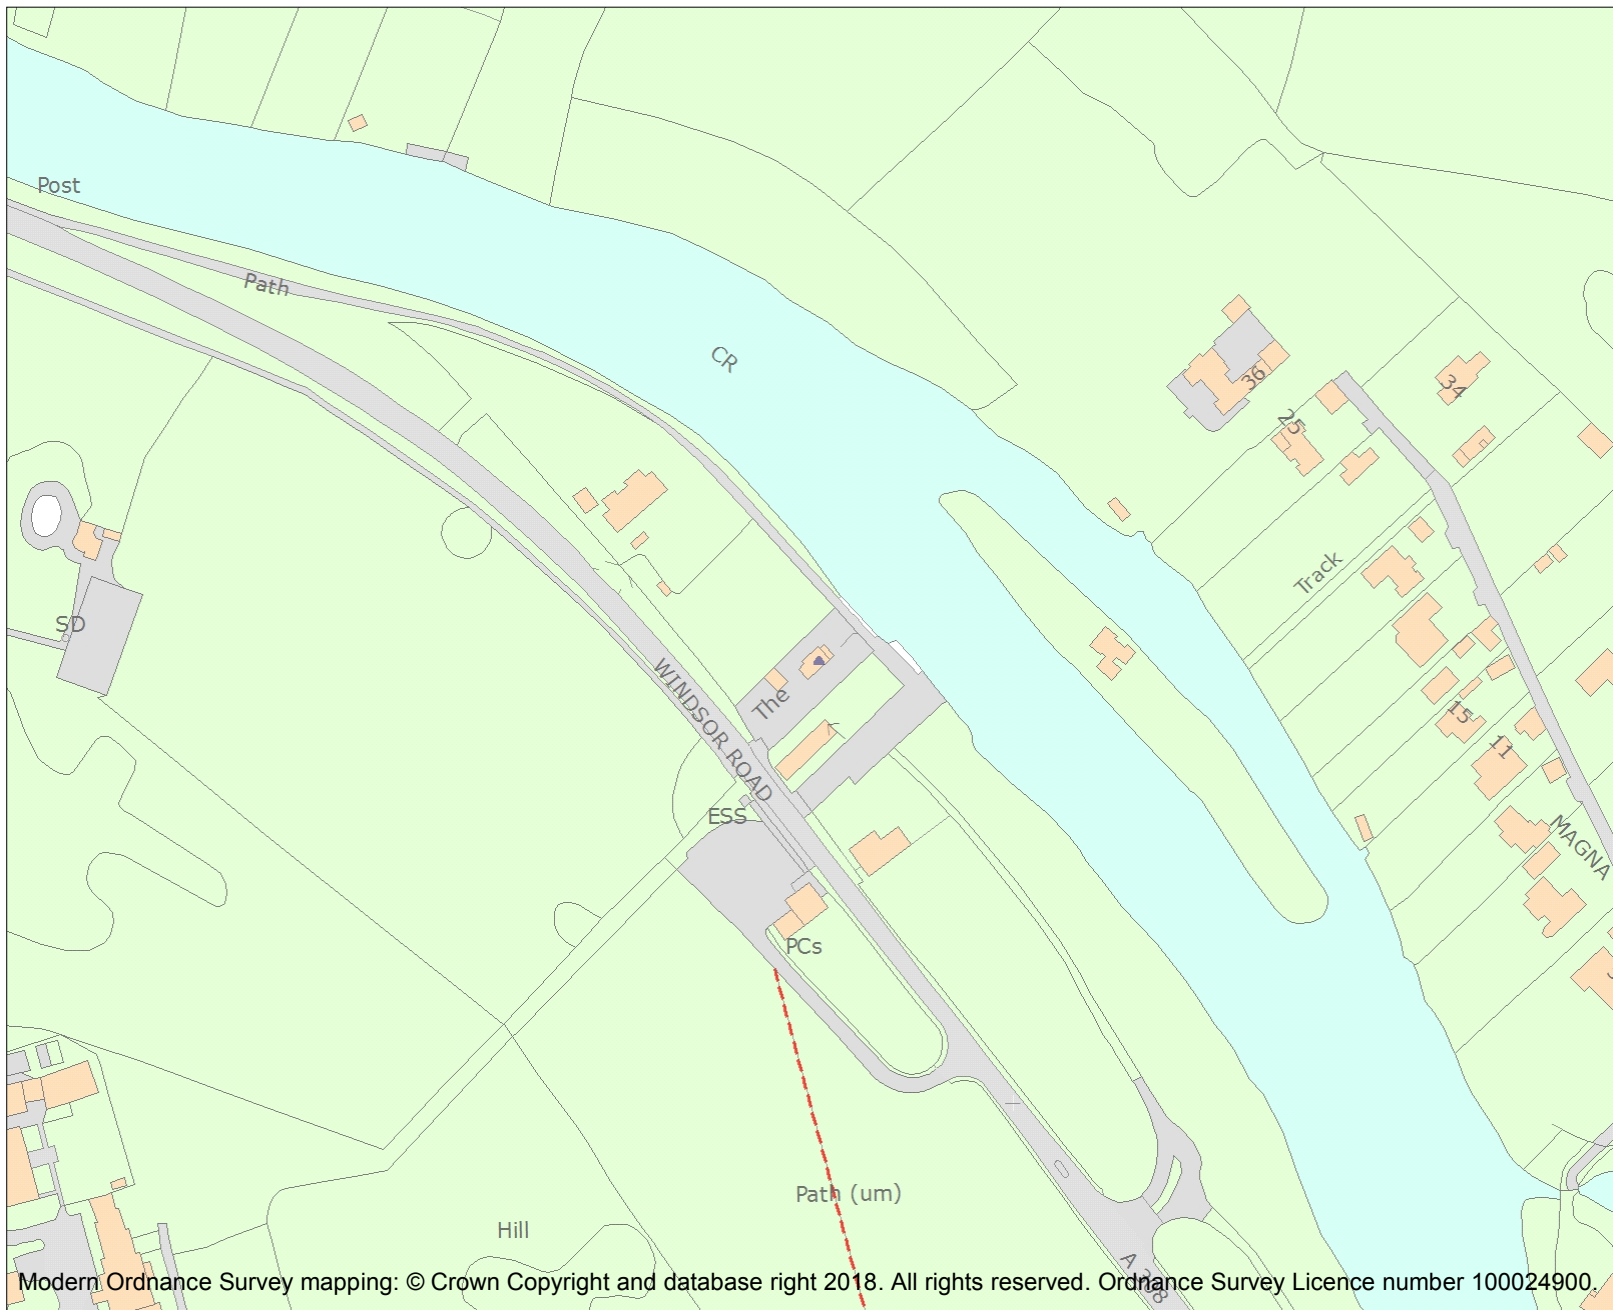 Post
Path
CR
36
34
25
Track
SD
WINDSOR ROAD
The
15
11
ESS
MAGNA
PCs
Path (um)
Hill
A 308
Modern Ordnance Survey mapping: © Crown Copyright and database right 2018. All rights reserved. Ordnance Survey Licence number 100024900.